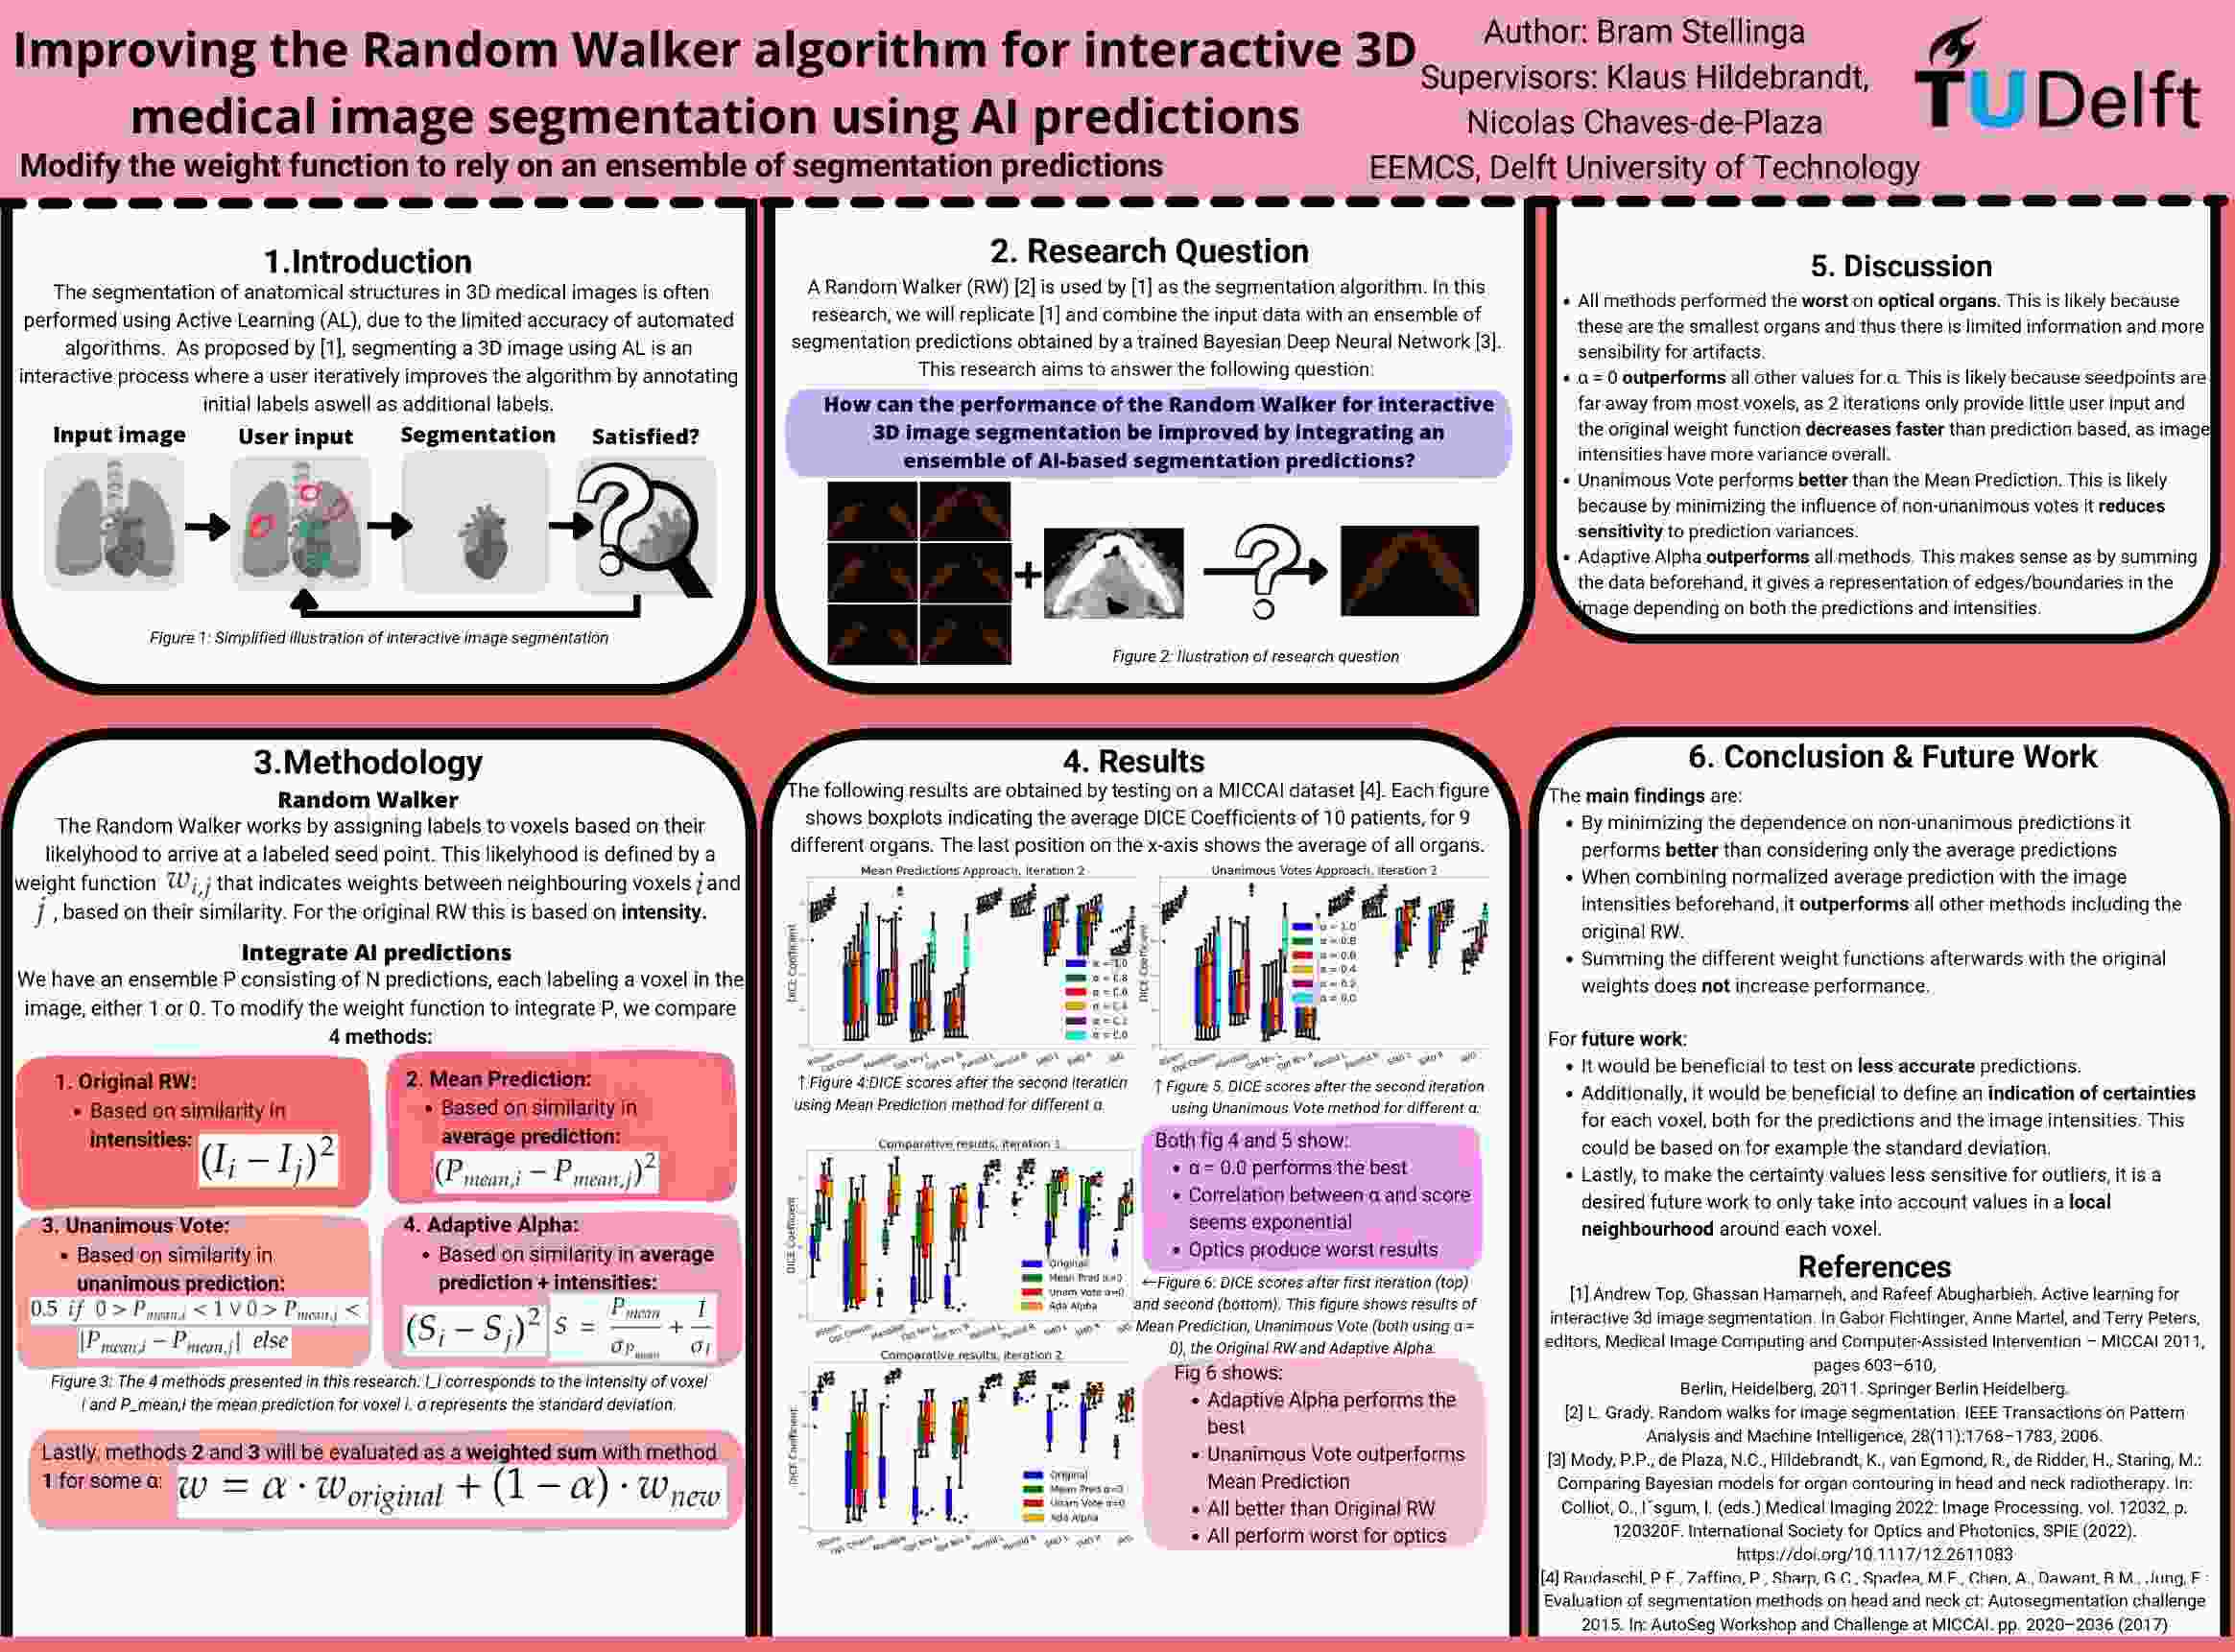 Improving the Random Walker algorithm for interactive 3D
medical image segmentation using AI predictions
Modify the weight function to rely on an ensemble of segmentation predictions
Author: Bram Stellinga
Supervisors: Klaus Hildebrandt,
Nicolas Chaves-de-Plaza
EEMCS, Delft University of Technology
TUDelft
1.Introduction
The segmentation of anatomical structures in 3D medical images is often
performed using Active Learning (AL), due to the limited accuracy of automated
algorithms. As proposed by [1], segmenting a 3D image using AL is an
interactive process where a user iteratively improves the algorithm by annotating
initial labels aswell as additional labels.
Input image User input Segmentation Satisfied?
Figure 1: Simplified illustration of interactive image segmentation
2. Research Question
A Random Walker (RW) [2] is used by [1] as the segmentation algorithm. In this
research, we will replicate [1] and combine the input data with an ensemble of
segmentation predictions obtained by a trained Bayesian Deep Neural Network [3].
This research aims to answer the following question:
How can the performance of the Random Walker for interactive
3D image segmentation be improved by integrating an
ensemble of AI-based segmentation predictions?
Figure 2: Ilustration of research question
3.Methodology
Random Walker
The Random Walker works by assigning labels to voxels based on their
likelyhood to arrive at a labeled seed point. This likelyhood is defined by a
weight function w_{i,j} that indicates weights between neighbouring voxels i and
j , based on their similarity. For the original RW this is based on intensity.
Integrate AI predictions
We have an ensemble P consisting of N predictions, each labeling a voxel in the
image, either 1 or 0. To modify the weight function to integrate P, we compare
4 methods:
1. Original RW:
• Based on similarity in
intensities: (I_i − I_j)^2
2. Mean Prediction:
• Based on similarity in
average prediction:
(P_{mean,i} − P_{mean,j})^2
3. Unanimous Vote:
• Based on similarity in
unanimous prediction:
0.5 if 0 > P_{mean,i} < 1 ∨ 0 > P_{mean,j} <
|P_{mean,i} − P_{mean,j}| else
4. Adaptive Alpha:
• Based on similarity in average
prediction + intensities:
(S_i − S_j)^2 S = P_{mean}/σ_{P_{mean}} + I/σ_I
Figure 3: The 4 methods presented in this research. I_i corresponds to the intensity of voxel
i and P_mean,i the mean prediction for voxel i. σ represents the standard deviation.
Lastly, methods 2 and 3 will be evaluated as a weighted sum with method
1 for some α: w = α · w_{original} + (1 − α) · w_{new}
4. Results
The following results are obtained by testing on a MICCAI dataset [4]. Each figure
shows boxplots indicating the average DICE Coefficients of 10 patients, for 9
different organs. The last position on the x-axis shows the average of all organs.
Mean Predictions Approach, Iteration 2
DICE Coefficient
α = 1.0
α = 0.8
α = 0.6
α = 0.4
α = 0.2
α = 0.0
↑ Figure 4:DICE scores after the second iteration
using Mean Prediction method for different α.
Unanimous Votes Approach, Iteration 2
DICE Coefficient
α = 1.0
α = 0.8
α = 0.6
α = 0.4
α = 0.2
α = 0.0
↑ Figure 5. DICE scores after the second iteration
using Unanimous Vote method for different α.
Comparative results, iteration 1
DICE Coefficient
Original
Mean Pred α=0
Unam Vote α=0
Ada Alpha
Both fig 4 and 5 show:
• α = 0.0 performs the best
• Correlation between α and score
seems exponential
• Optics produce worst results
←Figure 6: DICE scores after first iteration (top)
and second (bottom). This figure shows results of
Mean Prediction, Unanimous Vote (both using α =
0), the Original RW and Adaptive Alpha.
Comparative results, iteration 2
DICE Coefficient
Original
Mean Pred α=0
Unam Vote α=0
Ada Alpha
Fig 6 shows:
• Adaptive Alpha performs the
best
• Unanimous Vote outperforms
Mean Prediction
• All better than Original RW
• All perform worst for optics
5. Discussion
• All methods performed the worst on optical organs. This is likely because
these are the smallest organs and thus there is limited information and more
sensibility for artifacts.
• α = 0 outperforms all other values for α. This is likely because seedpoints are
far away from most voxels, as 2 iterations only provide little user input and
the original weight function decreases faster than prediction based, as image
intensities have more variance overall.
• Unanimous Vote performs better than the Mean Prediction. This is likely
because by minimizing the influence of non-unanimous votes it reduces
sensitivity to prediction variances.
• Adaptive Alpha outperforms all methods. This makes sense as by summing
the data beforehand, it gives a representation of edges/boundaries in the
image depending on both the predictions and intensities.
6. Conclusion & Future Work
The main findings are:
• By minimizing the dependence on non-unanimous predictions it
performs better than considering only the average predictions
• When combining normalized average prediction with the image
intensities beforehand, it outperforms all other methods including the
original RW.
• Summing the different weight functions afterwards with the original
weights does not increase performance.
For future work:
• It would be beneficial to test on less accurate predictions.
• Additionally, it would be beneficial to define an indication of certainties
for each voxel, both for the predictions and the image intensities. This
could be based on for example the standard deviation.
• Lastly, to make the certainty values less sensitive for outliers, it is a
desired future work to only take into account values in a local
neighbourhood around each voxel.
References
[1] Andrew Top, Ghassan Hamarneh, and Rafeef Abugharbieh. Active learning for
interactive 3d image segmentation. In Gabor Fichtinger, Anne Martel, and Terry Peters,
editors, Medical Image Computing and Computer-Assisted Intervention – MICCAI 2011,
pages 603–610,
Berlin, Heidelberg, 2011. Springer Berlin Heidelberg.
[2] L. Grady. Random walks for image segmentation. IEEE Transactions on Pattern
Analysis and Machine Intelligence, 28(11):1768–1783, 2006.
[3] Mody, P.P., de Plaza, N.C., Hildebrandt, K., van Egmond, R., de Ridder, H., Staring, M.:
Comparing Bayesian models for organ contouring in head and neck radiotherapy. In:
Colliot, O., I´sgum, I. (eds.) Medical Imaging 2022: Image Processing. vol. 12032, p.
120320F. International Society for Optics and Photonics, SPIE (2022).
https://doi.org/10.1117/12.2611083
[4] Raudaschl, P.F., Zaffino, P., Sharp, G.C., Spadea, M.F., Chen, A., Dawant, B.M., Jung, F.:
Evaluation of segmentation methods on head and neck ct: Autosegmentation challenge
2015. In: AutoSeg Workshop and Challenge at MICCAI. pp. 2020–2036 (2017)